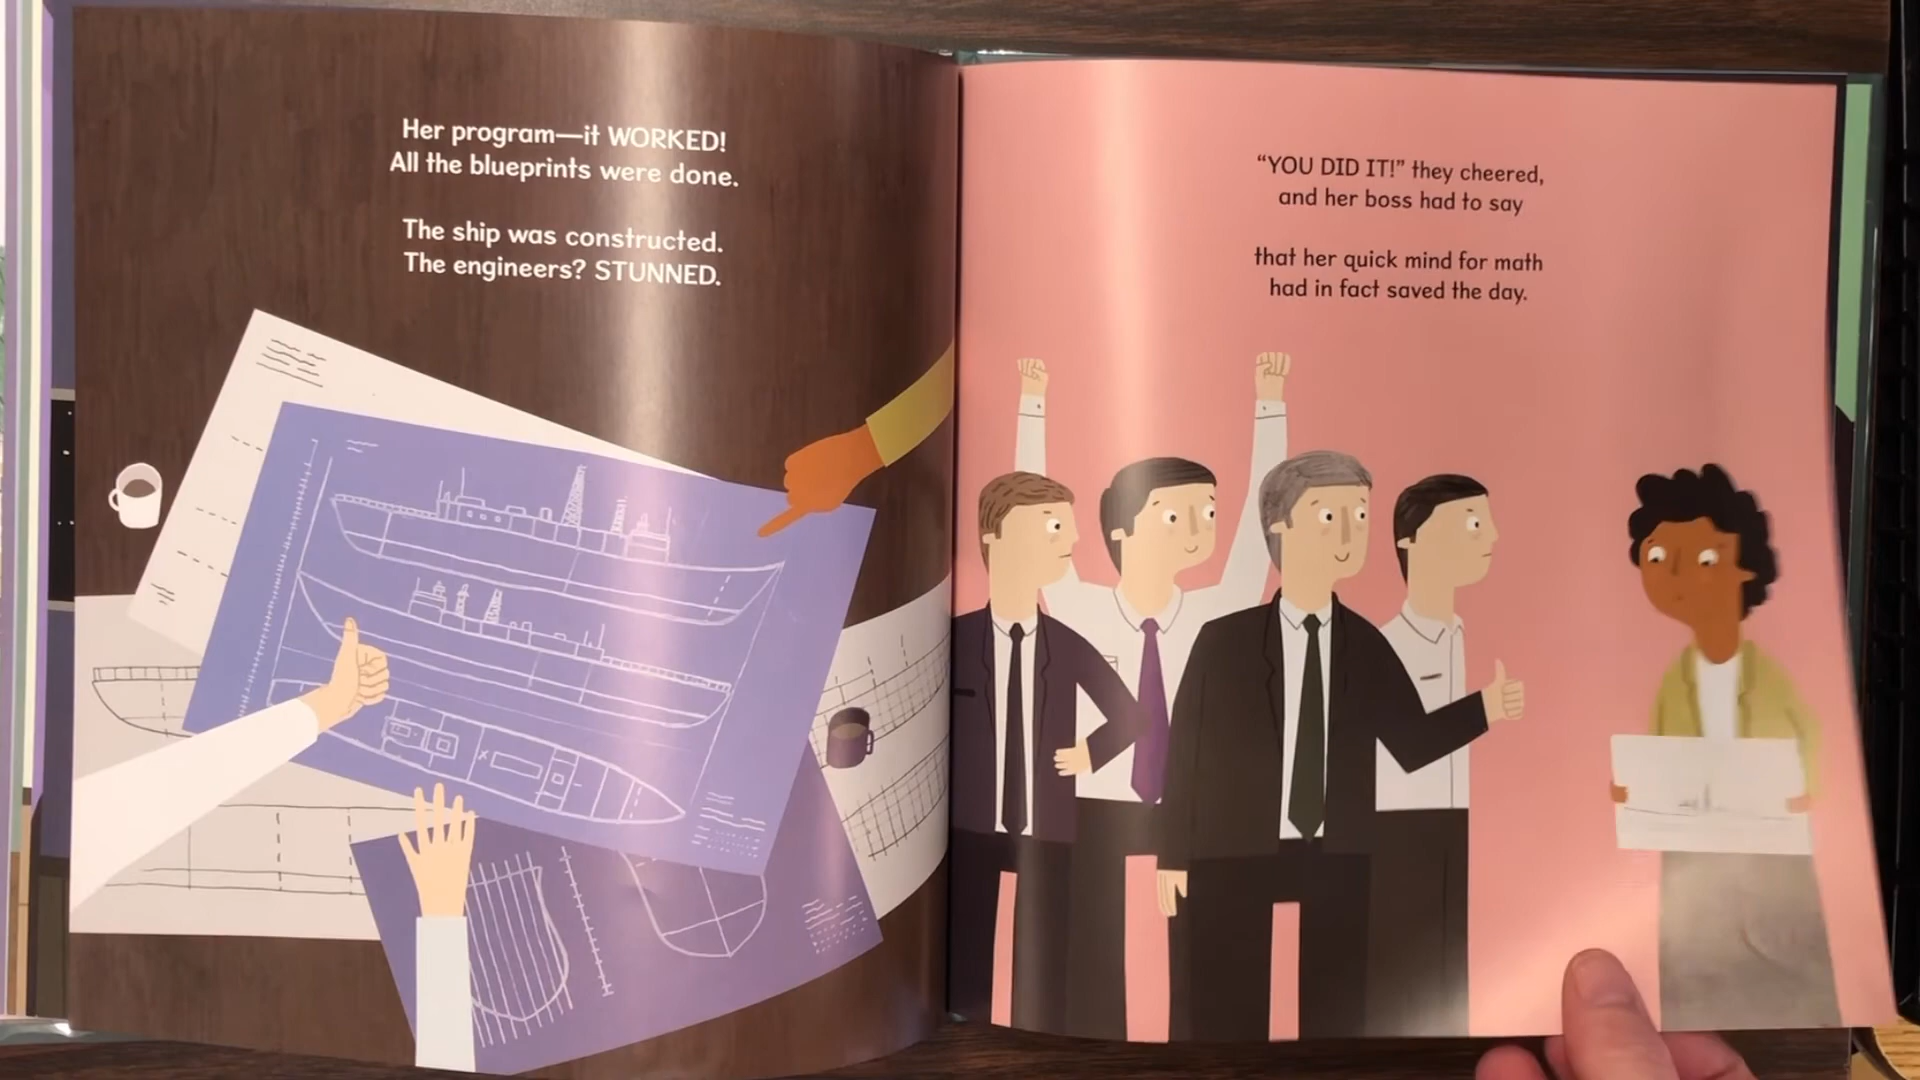 Her program—it WORKED!
All the blueprints were done.
The ship was constructed.
The engineers? STUNNED.
“YOU DID IT!” they cheered,
and her boss had to say
that her quick mind for math
had in fact saved the day.